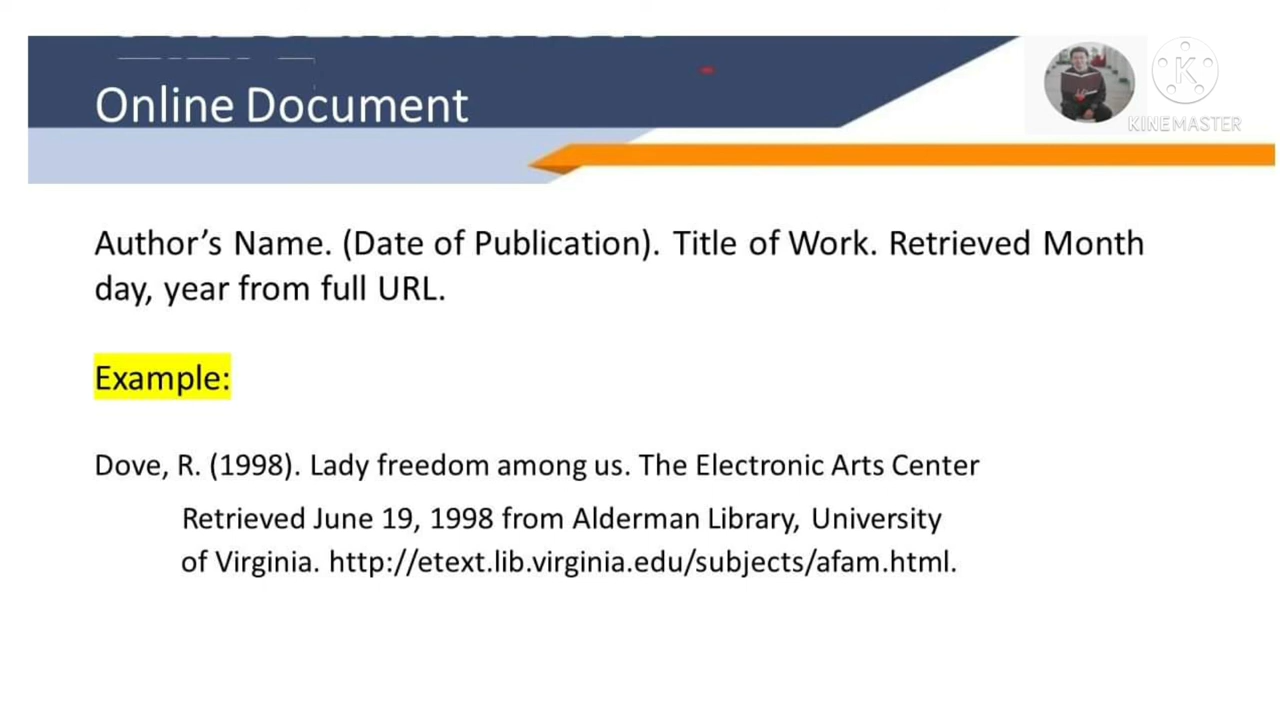 Online Document
KINEMASTER
Author's Name. (Date of Publication). Title of Work. Retrieved Month
day, year from full URL.
Example:
Dove, R. (1998). Lady freedom among us. The Electronic Arts Center
Retrieved June 19, 1998 from Alderman Library, University
of Virginia. http://etext.lib.virginia.edu/subjects/afam.html.